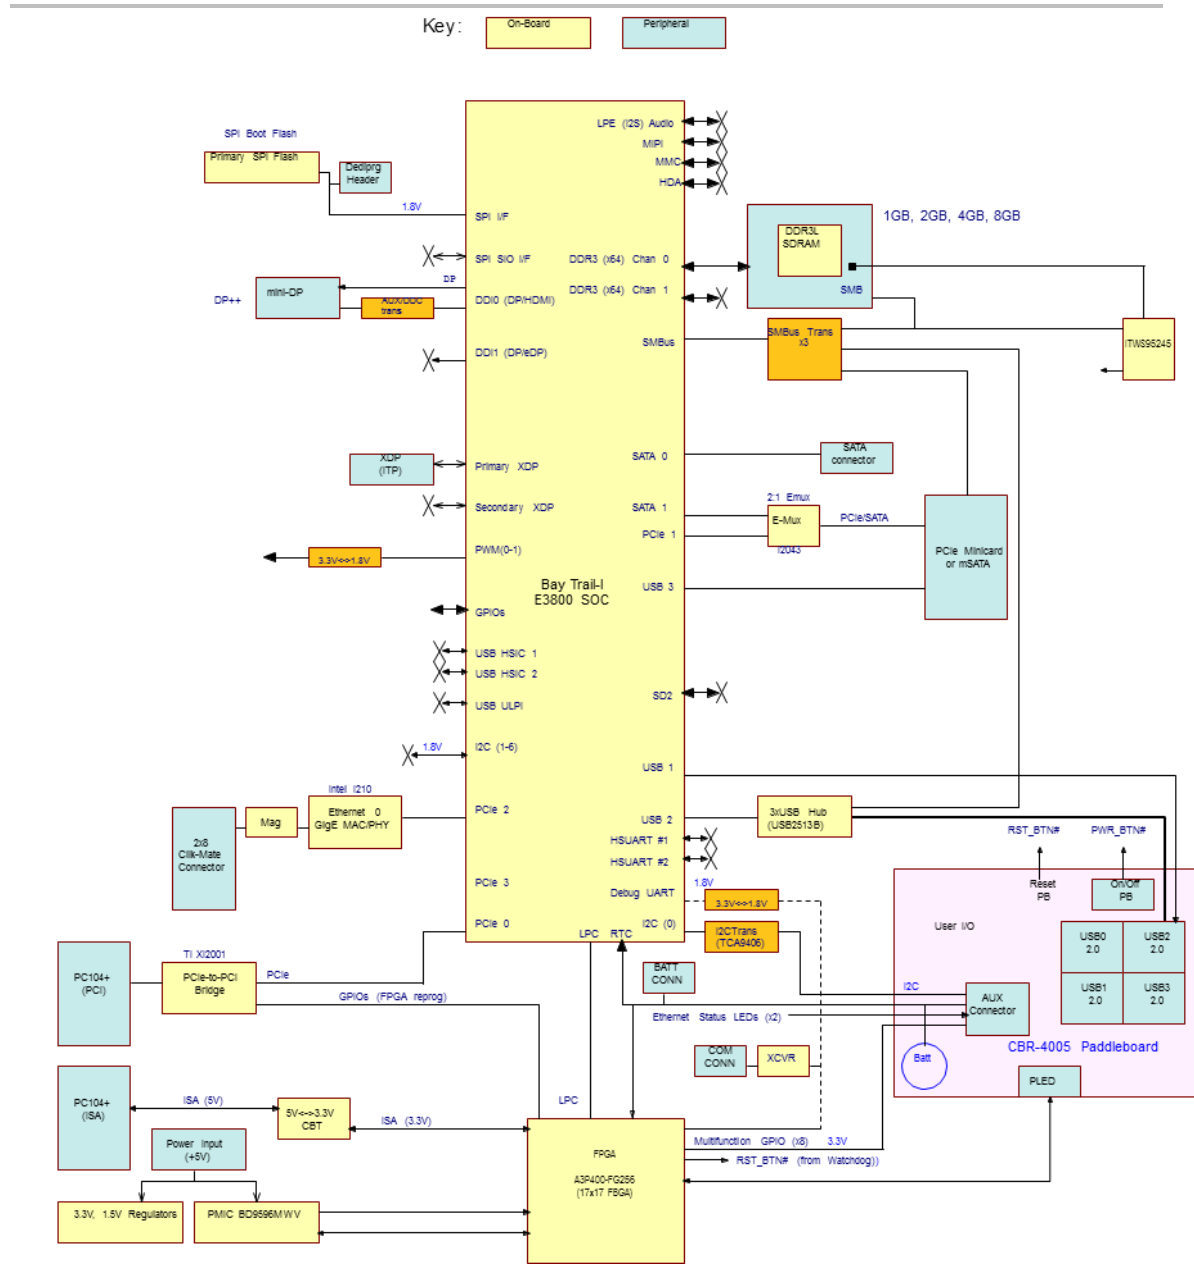 Key:
On-Board
Peripheral
LPE (I2S) Audio
MIPI
MMC
HDA
SPI Boot Flash
Primary SPI Flash
Dediprg
Header
1.8V
SPI I/F
SPI SIO I/F
DP
mini-DP
DP++
AUX/DDC
trans
DDI0 (DP/HDMI)
DDI1 (DP/eDP)
DDR3 (x64) Chan 0
DDR3 (x64) Chan 1
DDR3L
SDRAM
1GB, 2GB, 4GB, 8GB
SMB
SMBus
SMBus Trans
x3
ITWS95245
XDP
(ITP)
Primary XDP
Secondary XDP
SATA 0
SATA
connector
SATA 1
PCIe 1
2:1 Emux
E-Mux
I2043
PCIe/SATA
PCIe Minicard
or mSATA
3.3V<=>1.8V
PWM(0-1)
Bay Trail-I
E3800 SOC
USB 3
GPIOs
USB HSIC 1
USB HSIC 2
USB ULPI
SD2
1.8V
I2C (1-6)
USB 1
Intel I210
Ethernet 0
GigE MAC/PHY
Mag
2x8
Clik-Mate
Connector
PCIe 2
USB 2
3xUSB Hub
(USB2513B)
HSUART #1
HSUART #2
PCIe 3
Debug UART
1.8V
3.3V<=>1.8V
PCIe 0
I2C (0)
I2CTrans
(TCA9406)
LPC RTC
RST_BTN#
PWR_BTN#
Reset
PB
On/Off
PB
User I/O
USB0
2.0
USB2
2.0
USB1
2.0
USB3
2.0
AUX
Connector
CBR-4005 Paddleboard
Batt
PLED
PC104+
(PCI)
TI XI2001
PCIe-to-PCI
Bridge
PCIe
GPIOs (FPGA reprog)
BATT
CONN
I2C
Ethernet Status LEDs (x2)
COM
CONN
XCVR
PC104+
(ISA)
ISA (5V)
5V<->3.3V
CBT
ISA (3.3V)
LPC
Power Input
(+5V)
3.3V, 1.5V Regulators
PMIC BD9596MWV
FPGA
A3P400-FG256
(17x17 FBGA)
Multifunction GPIO (x8) 3.3V
RST_BTN# (from Watchdog))